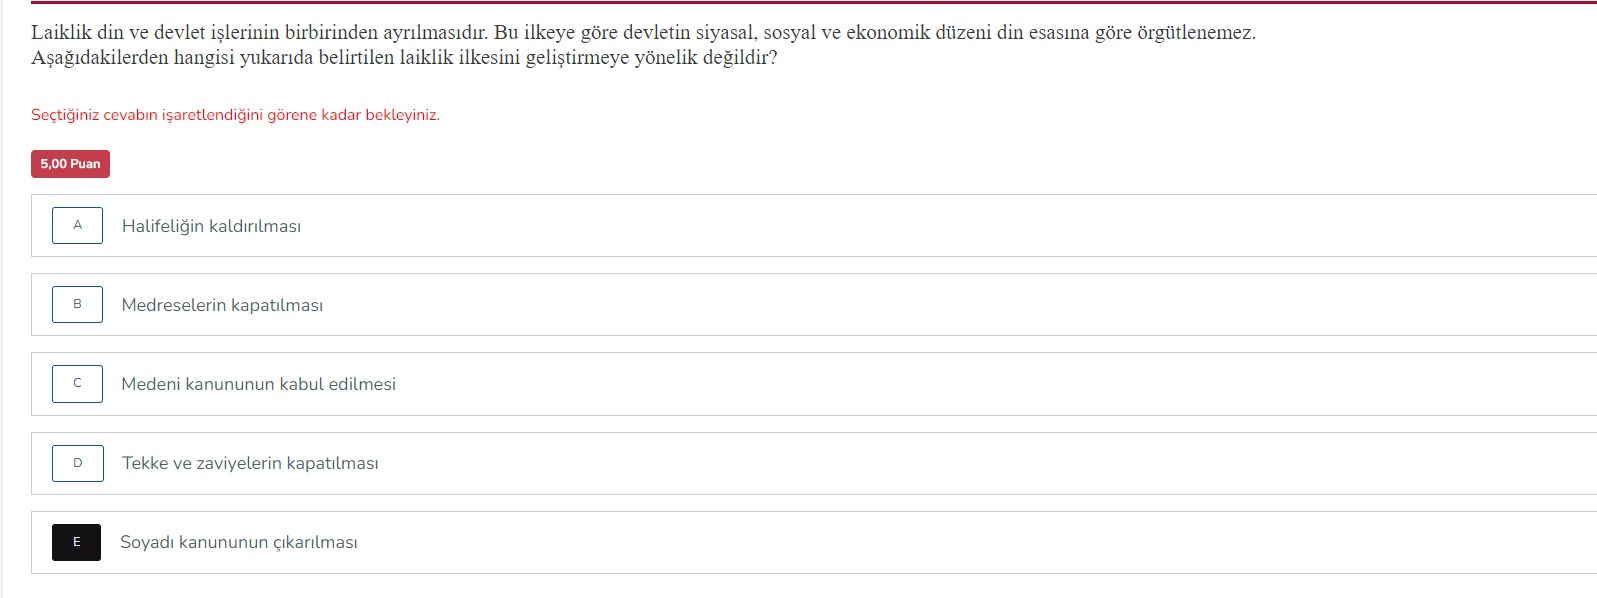 Laiklik din ve devlet işlerinin birbirinden ayrılmasıdır. Bu ilkeye göre devletin siyasal, sosyal ve ekonomik düzeni din esasına göre örgütlenemez.
Aşağıdakilerden hangisi yukarıda belirtilen laiklik ilkesini geliştirmeye yönelik değildir?
Seçtiğiniz cevabın işaretlendiğini görene kadar bekleyiniz.
5,00 Puan
A Halifeliğin kaldırılması
B Medreselerin kapatılması
C Medeni kanununun kabul edilmesi
D Tekke ve zaviyelerin kapatılması
E Soyadı kanununun çıkarılması